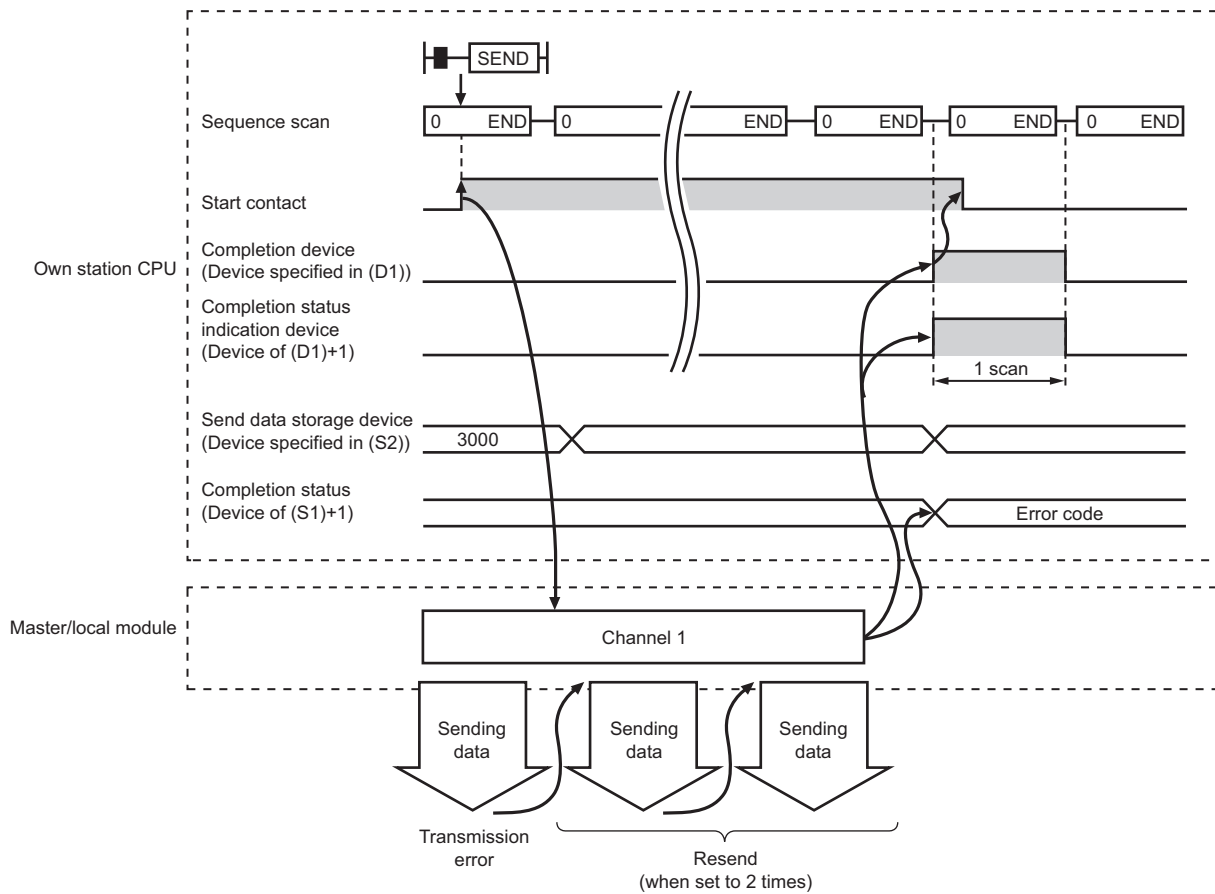 SEND
Sequence scan
0 END 0 END 0 END 0 END 0 END
Start contact
Own station CPU
Completion device
(Device specified in (D1))
Completion status
indication device
(Device of (D1)+1)
1 scan
Send data storage device
(Device specified in (S2))
3000
Completion status
(Device of (S1)+1)
Error code
Master/local module
Channel 1
Sending
data
Sending
data
Sending
data
Transmission
error
Resend
(when set to 2 times)